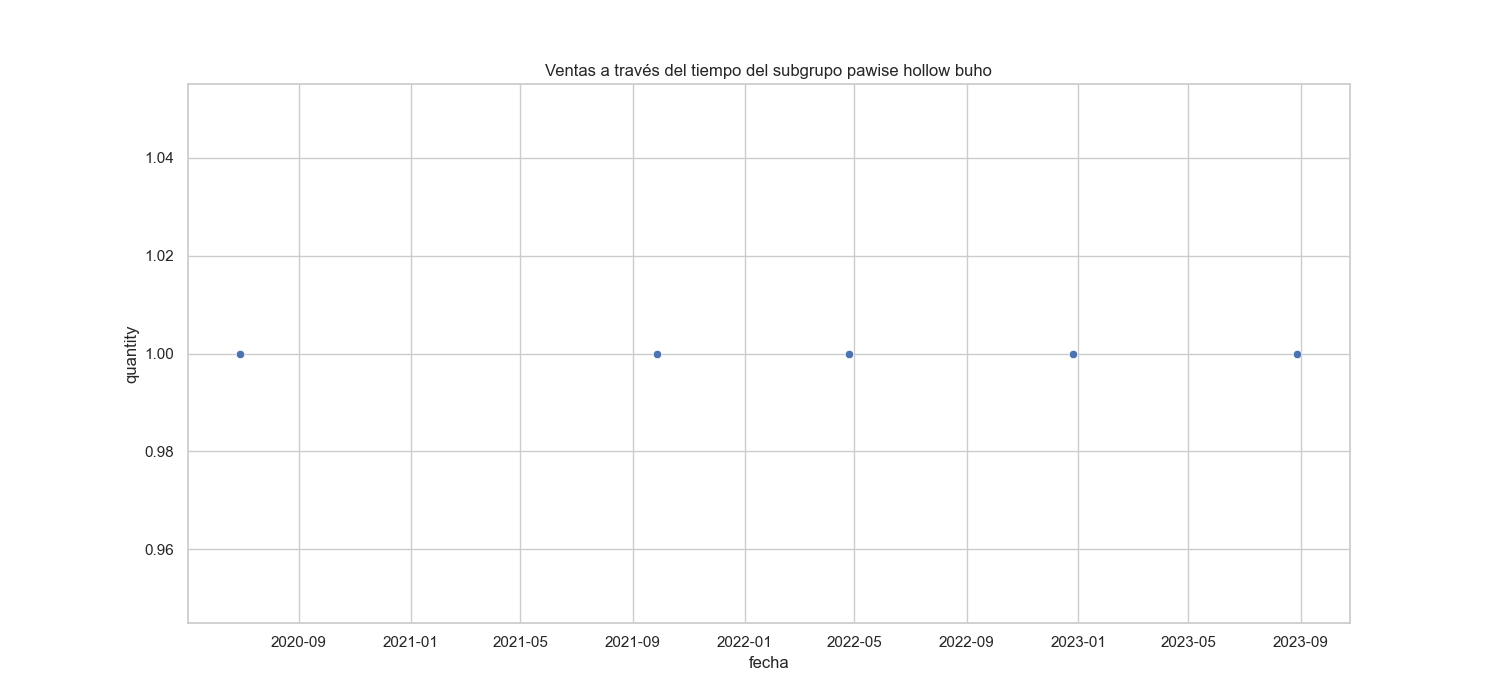 Ventas a través del tiempo del subgrupo pawise hollow buho
1.04
1.02
1.00
0.98
0.96
quantity
2020-09 2021-01 2021-05 2021-09 2022-01 2022-05 2022-09 2023-01 2023-05 2023-09
fecha